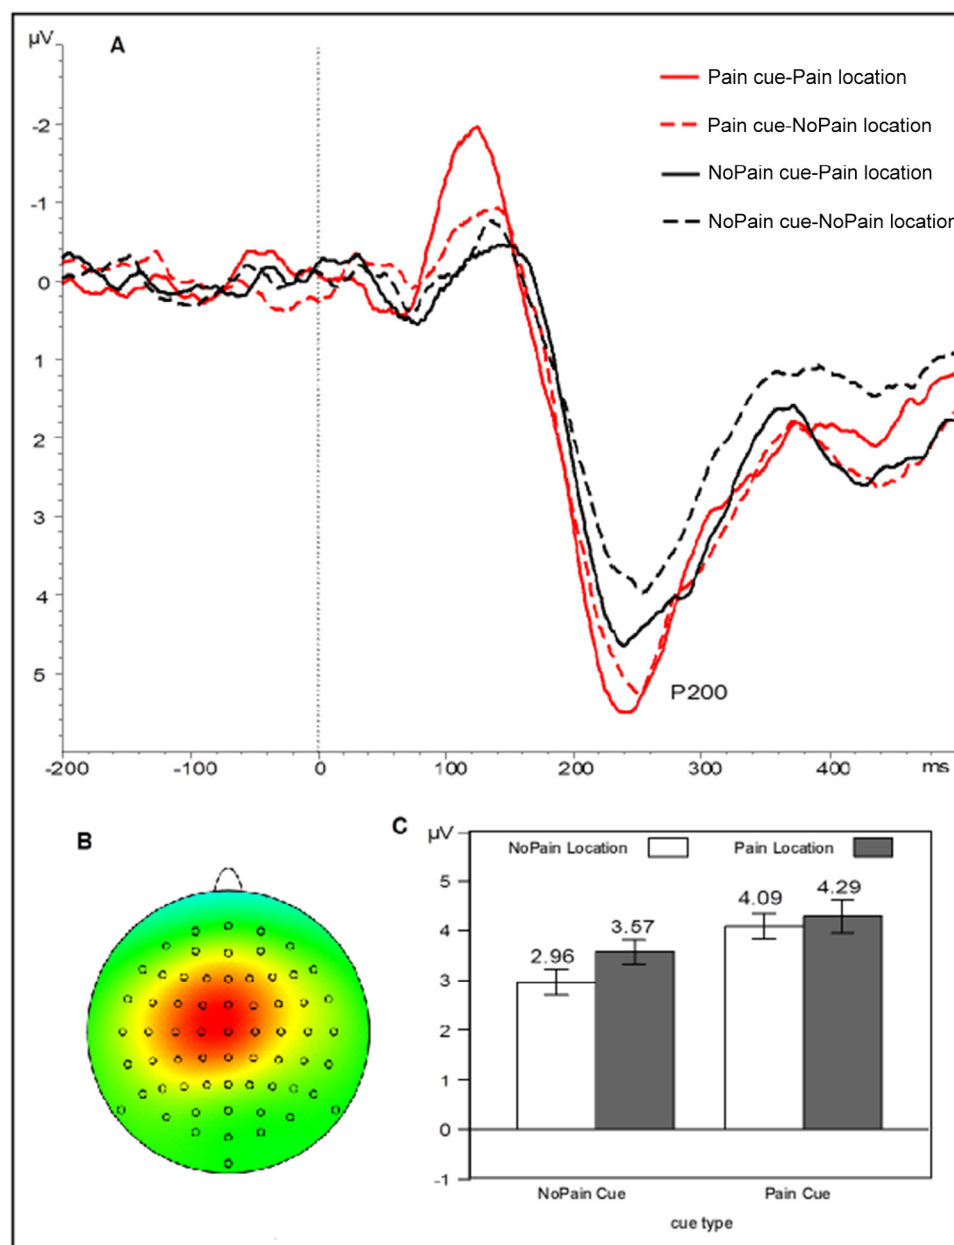 µV
A
Pain cue-Pain location
Pain cue-NoPain location
NoPain cue-Pain location
NoPain cue-NoPain location
-2
-1
0
1
2
3
4
5
P200
-200 -100 0 100 200 300 400 ms
B
C
µV
NoPain Location Pain Location
5
4
3
2
1
0
-1
2.96 3.57 4.09 4.29
NoPain Cue Pain Cue
cue type